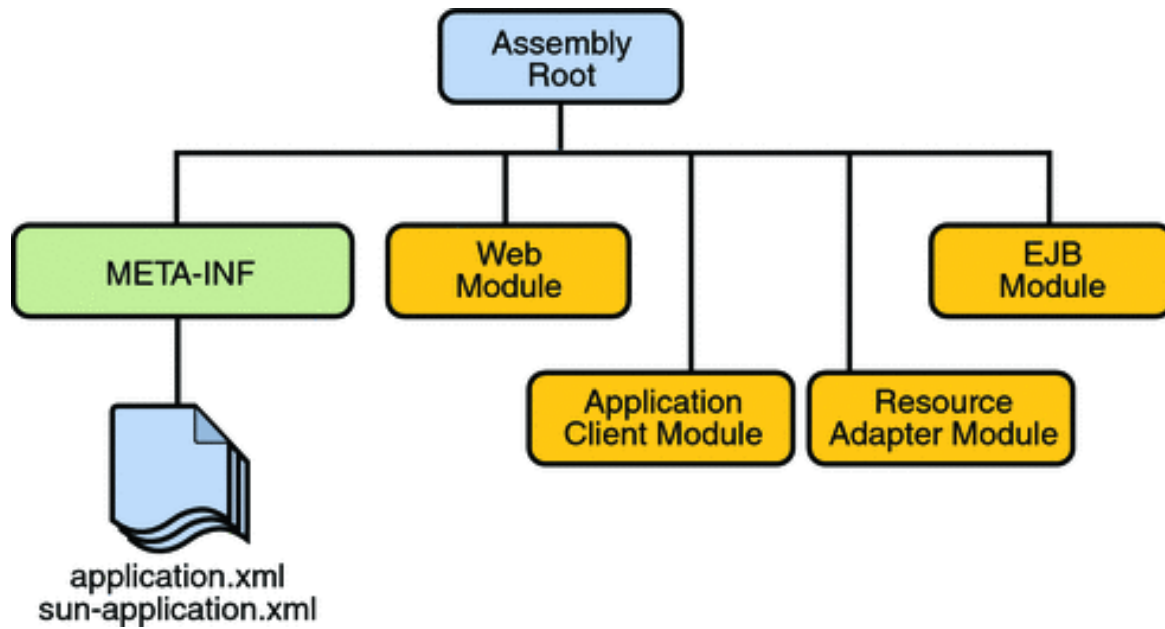 Assembly
Root
META-INF
Web
Module
EJB
Module
Application
Client Module
Resource
Adapter Module
application.xml
sun-application.xml